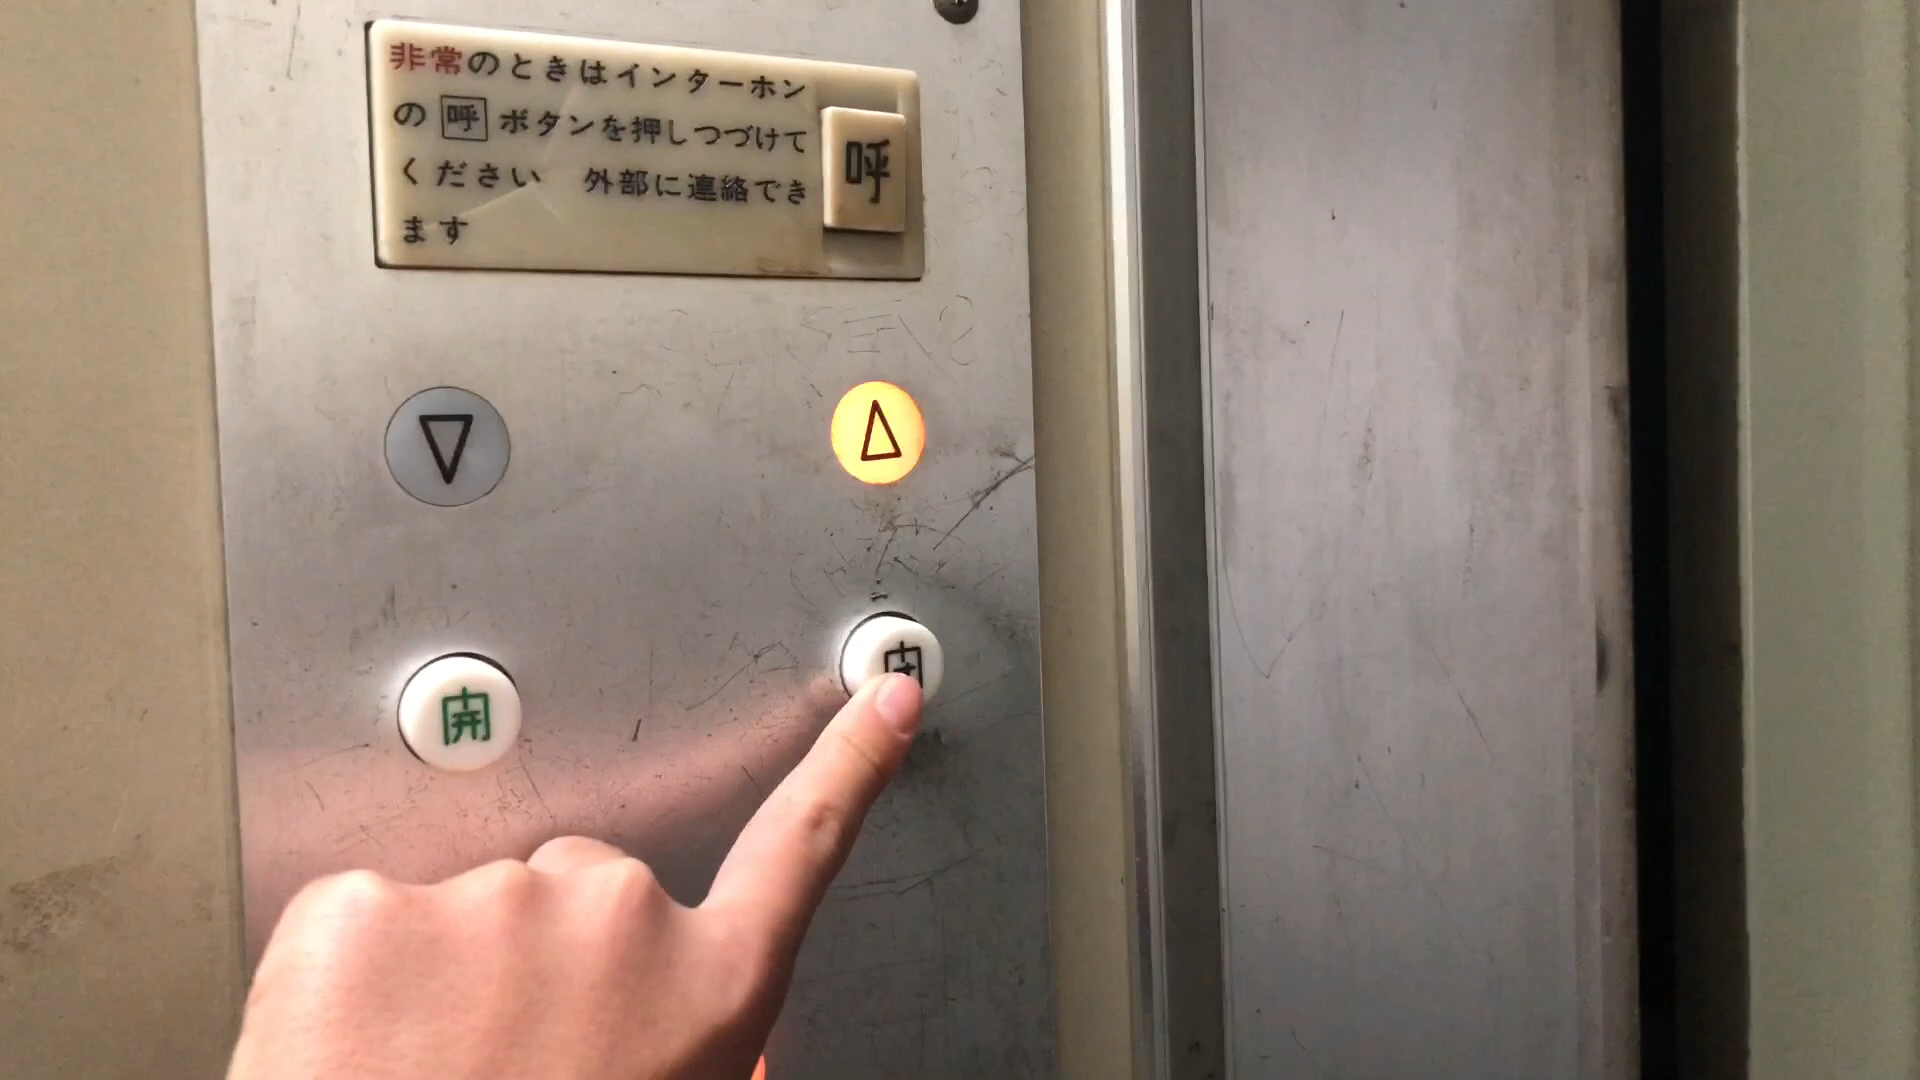 非常のときはインターホン
の 呼 ボタンを押しつづけて
ください 外部に連絡でき
ます
呼
開